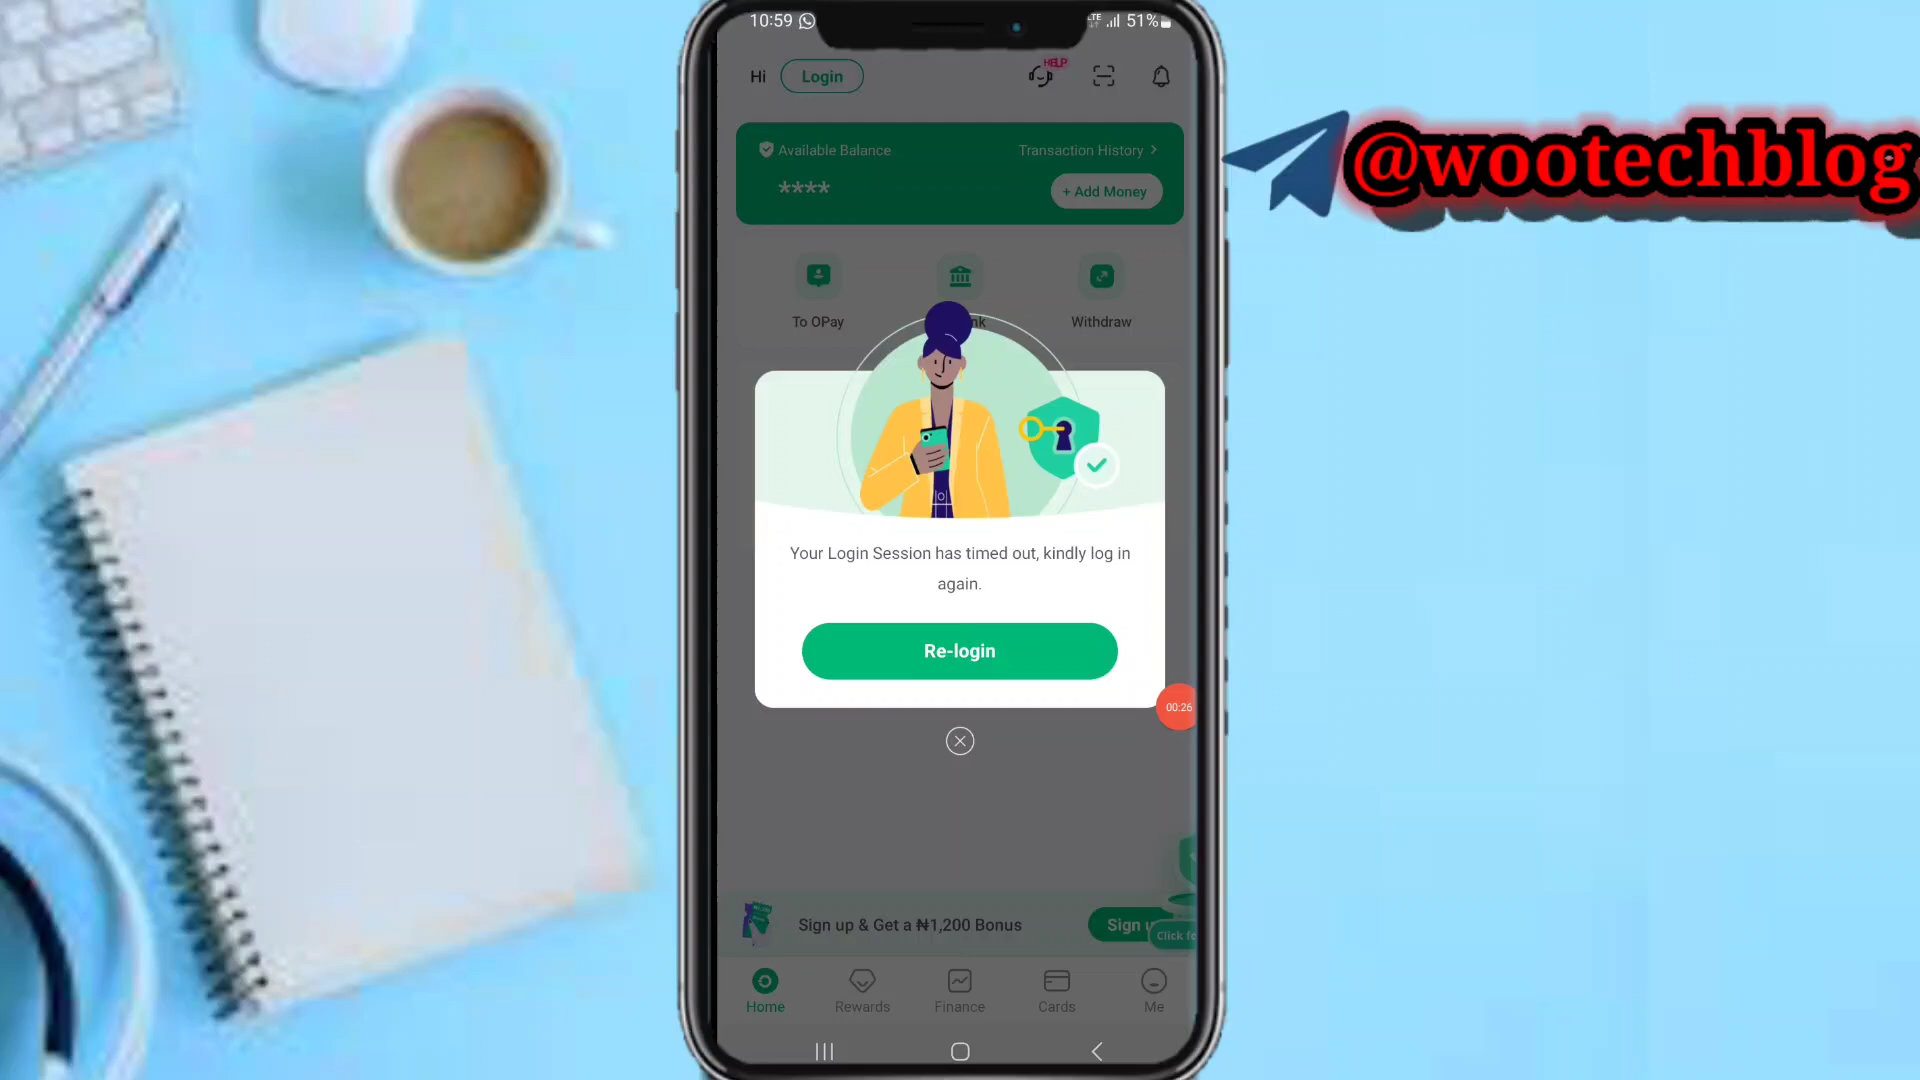 10:59
LTE
51%
Hi
Login
HELP
Available Balance
Transaction History
****
+ Add Money
To OPay
Withdraw
Your Login Session has timed out, kindly log in
again.
Re-login
00:26
Sign up & Get a ₦1,200 Bonus
Sign
Click
Home
Rewards
Finance
Cards
Me
@wootechblog